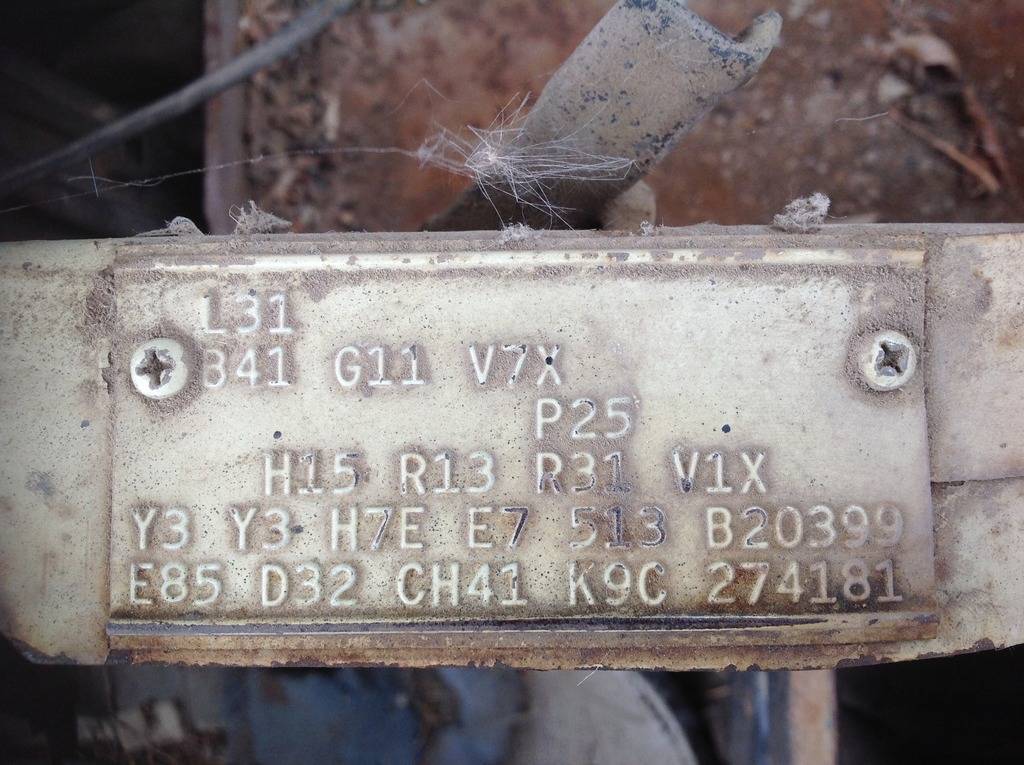 L31
B41 G11 V7X
P25
H15 R13 R31 V1X
Y3 Y3 H7E E7 513 B20399
E85 D32 CH41 K9C 274181